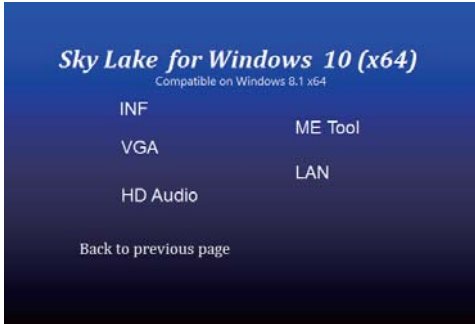 Sky Lake for Windows 10 (x64)
Compatible on Windows 8.1 x64
INF
ME Tool
VGA
LAN
HD Audio
Back to previous page